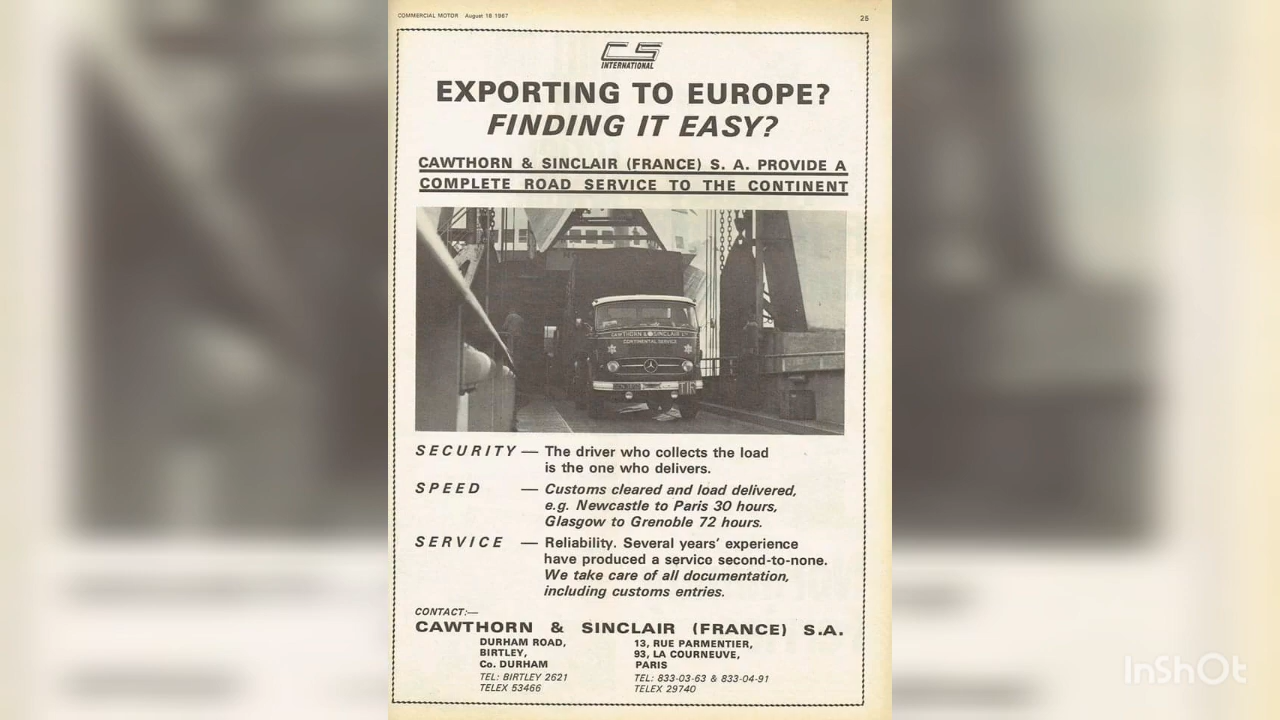 COMMERCIAL MOTOR August 18 1967
25
CS
INTERNATIONAL
EXPORTING TO EUROPE?
FINDING IT EASY?
CAWTHORN & SINCLAIR (FRANCE) S. A. PROVIDE A
COMPLETE ROAD SERVICE TO THE CONTINENT
CAWTHORN & SINCLAIR LTD
CONTINENTAL SERVICE
SECURITY — The driver who collects the load
is the one who delivers.
SPEED — Customs cleared and load delivered,
e.g. Newcastle to Paris 30 hours,
Glasgow to Grenoble 72 hours.
SERVICE — Reliability. Several years' experience
have produced a service second-to-none.
We take care of all documentation,
including customs entries.
CONTACT:—
CAWTHORN & SINCLAIR (FRANCE) S.A.
DURHAM ROAD,
BIRTLEY,
Co. DURHAM
TEL: BIRTLEY 2621
TELEX 53466
13, RUE PARMENTIER,
93, LA COURNEUVE,
PARIS
TEL: 833-03-63 & 833-04-91
TELEX 29740
InShOt